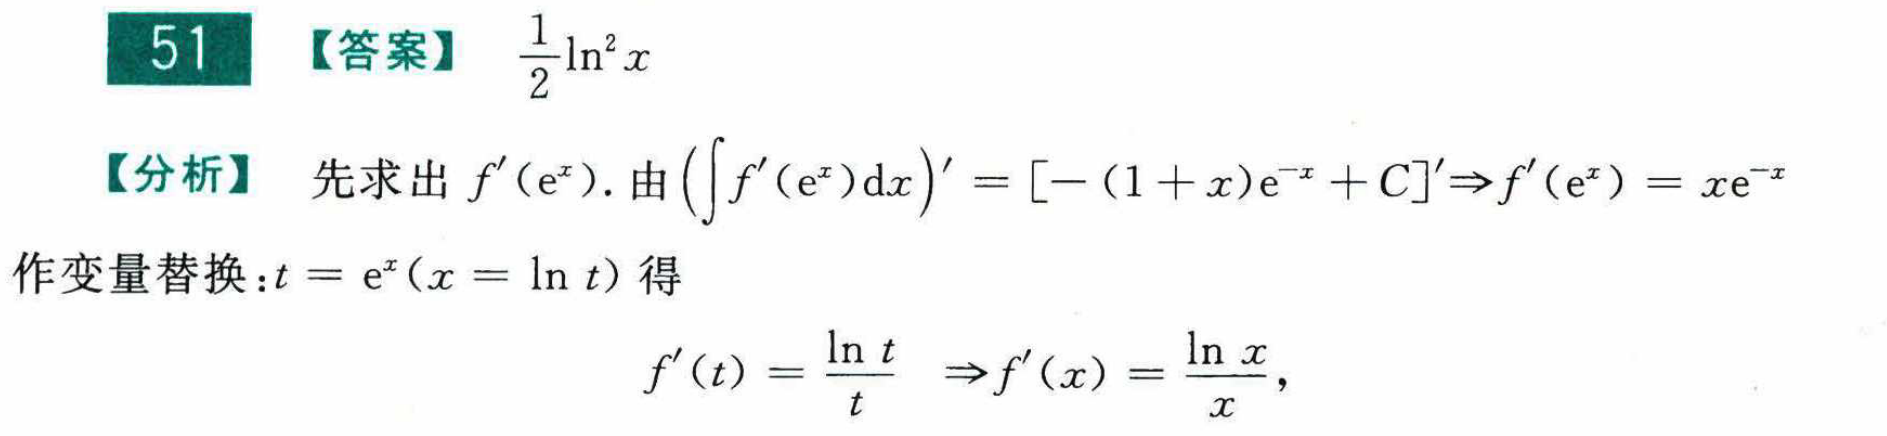 51 【答案】 $\frac{1}{2}\ln^2 x$
【分析】 先求出 $f'(e^x)$. 由 $\left(\int f'(e^x)dx\right)' = [-(1+x)e^{-x}+C]' \Rightarrow f'(e^x) = xe^{-x}$
作变量替换:$t = e^x(x = \ln t)$ 得
$f'(t) = \frac{\ln t}{t} \Rightarrow f'(x) = \frac{\ln x}{x},$